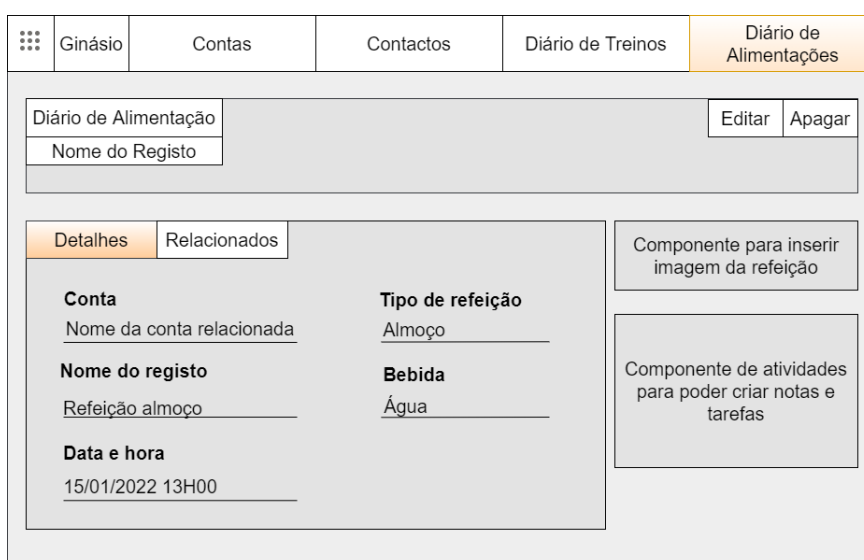 Ginásio
Contas
Contactos
Diário de Treinos
Diário de
Alimentações
Diário de Alimentação
Nome do Registo
Editar
Apagar
Detalhes
Relacionados
Conta
Nome da conta relacionada
Nome do registo
Refeição almoço
Data e hora
15/01/2022 13H00
Tipo de refeição
Almoço
Bebida
Água
Componente para inserir
imagem da refeição
Componente de atividades
para poder criar notas e
tarefas